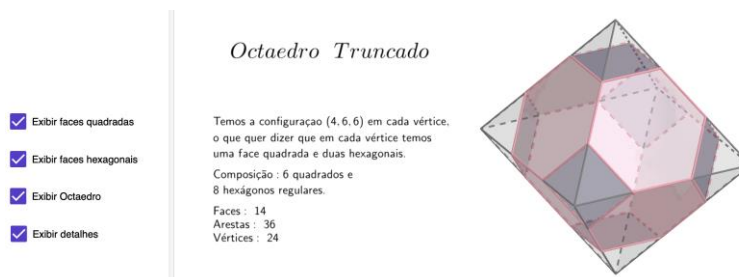 Octaedro Truncado
Exibir faces quadradas
Exibir faces hexagonais
Exibir Octaedro
Exibir detalhes
Temos a configuraçao (4, 6, 6) em cada vértice,
o que quer dizer que em cada vértice temos
uma face quadrada e duas hexagonais.
Composição : 6 quadrados e
8 hexágonos regulares.
Faces : 14
Arestas : 36
Vértices : 24